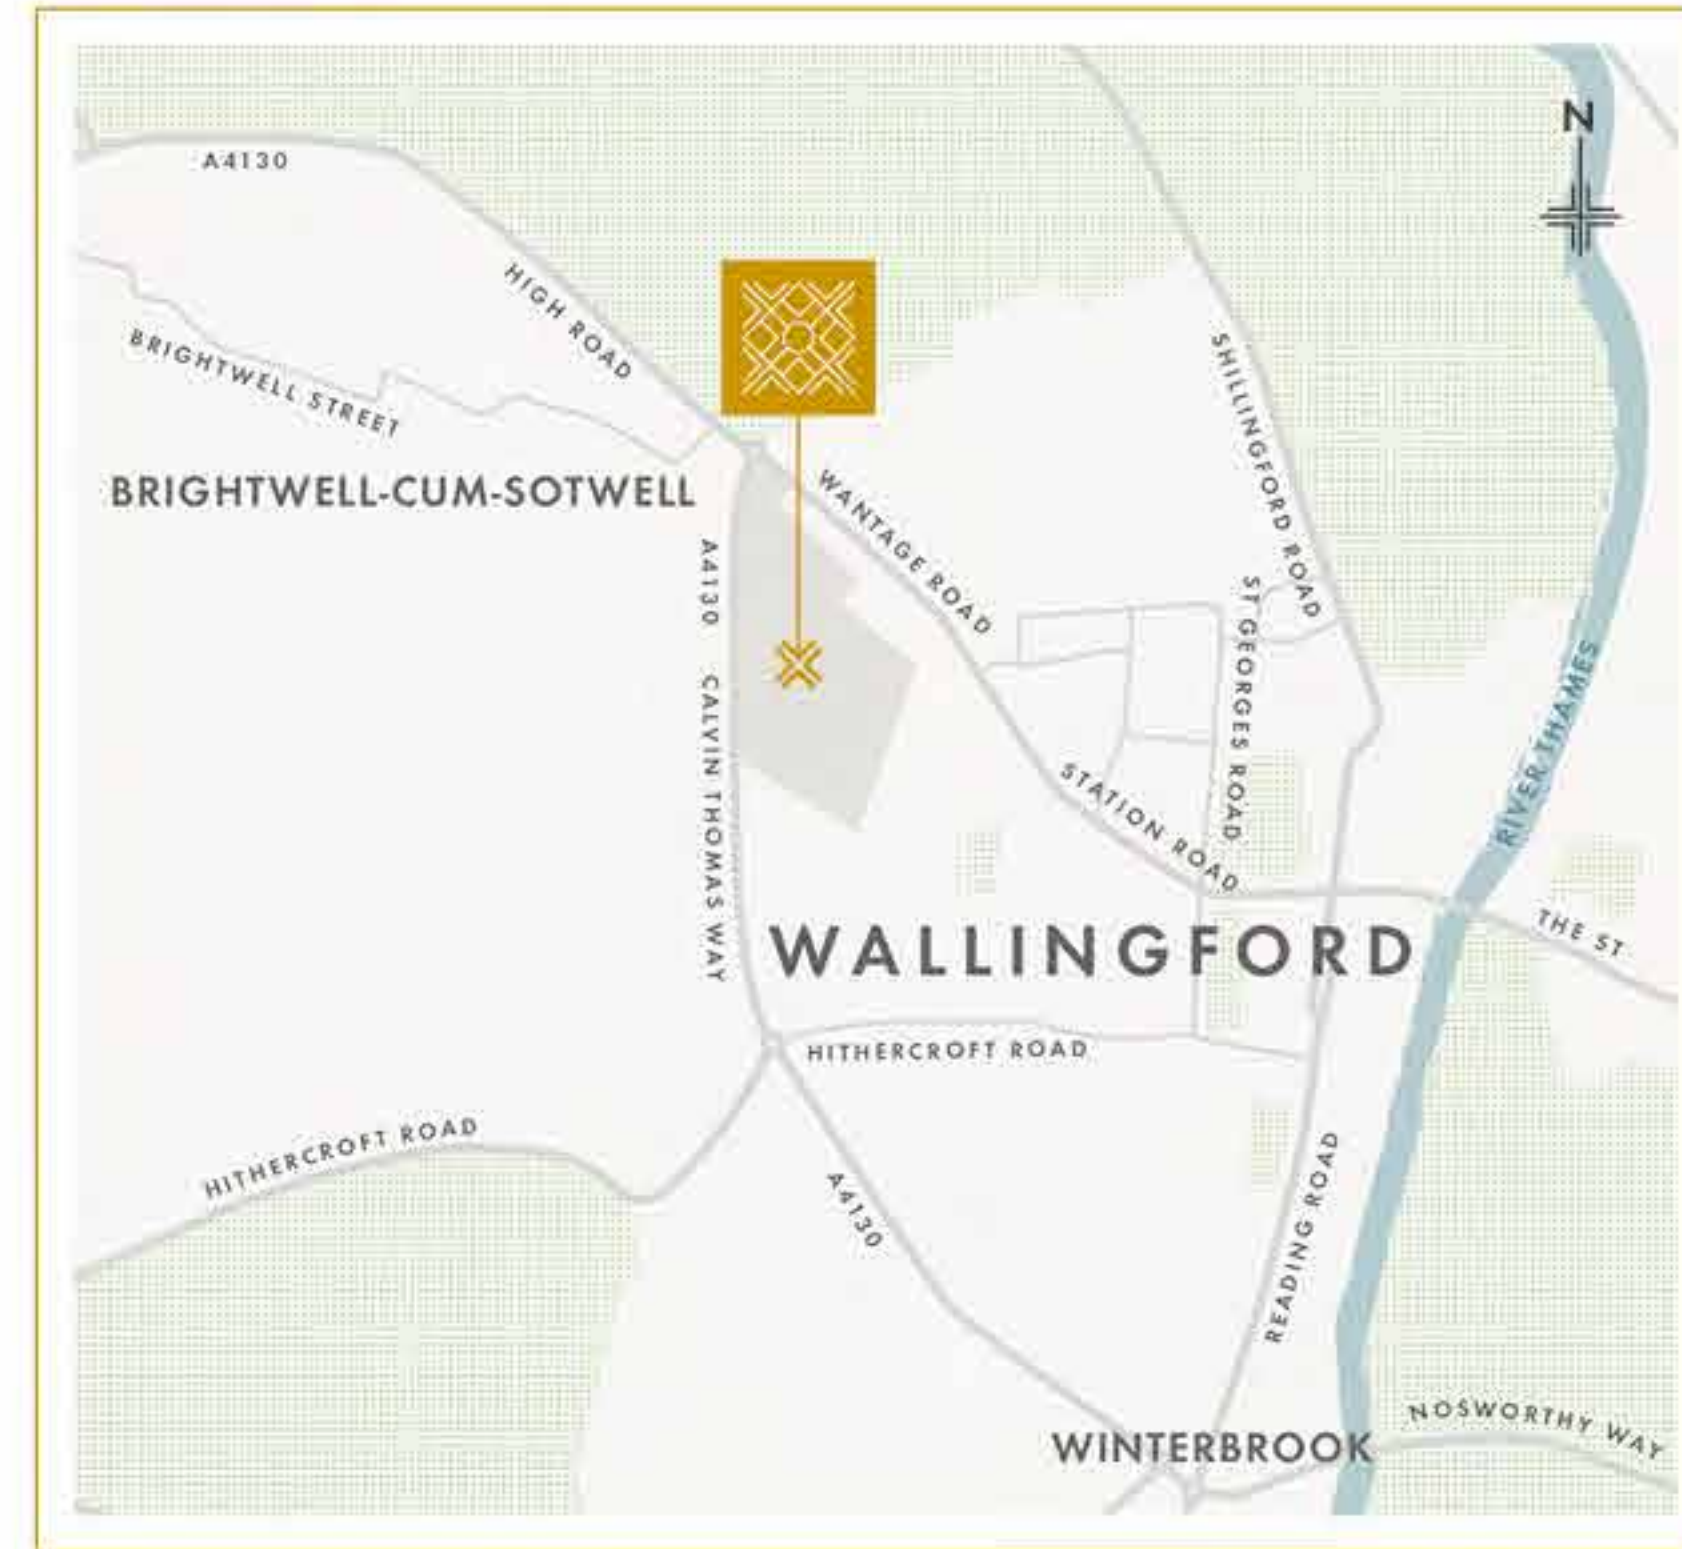 N
A4130
HIGH ROAD
BRIGHTWELL STREET
SHILLINGFORD ROAD
BRIGHTWELL-CUM-SOTWELL
WANTAGE ROAD
A4130
CALVIN THOMAS WAY
ST GEORGES ROAD
RIVER THAMES
STATION ROAD
WALLINGFORD
THE ST
HITHERCROFT ROAD
HITHERCROFT ROAD
A4130
READING ROAD
NOSWORTHY WAY
WINTERBROOK